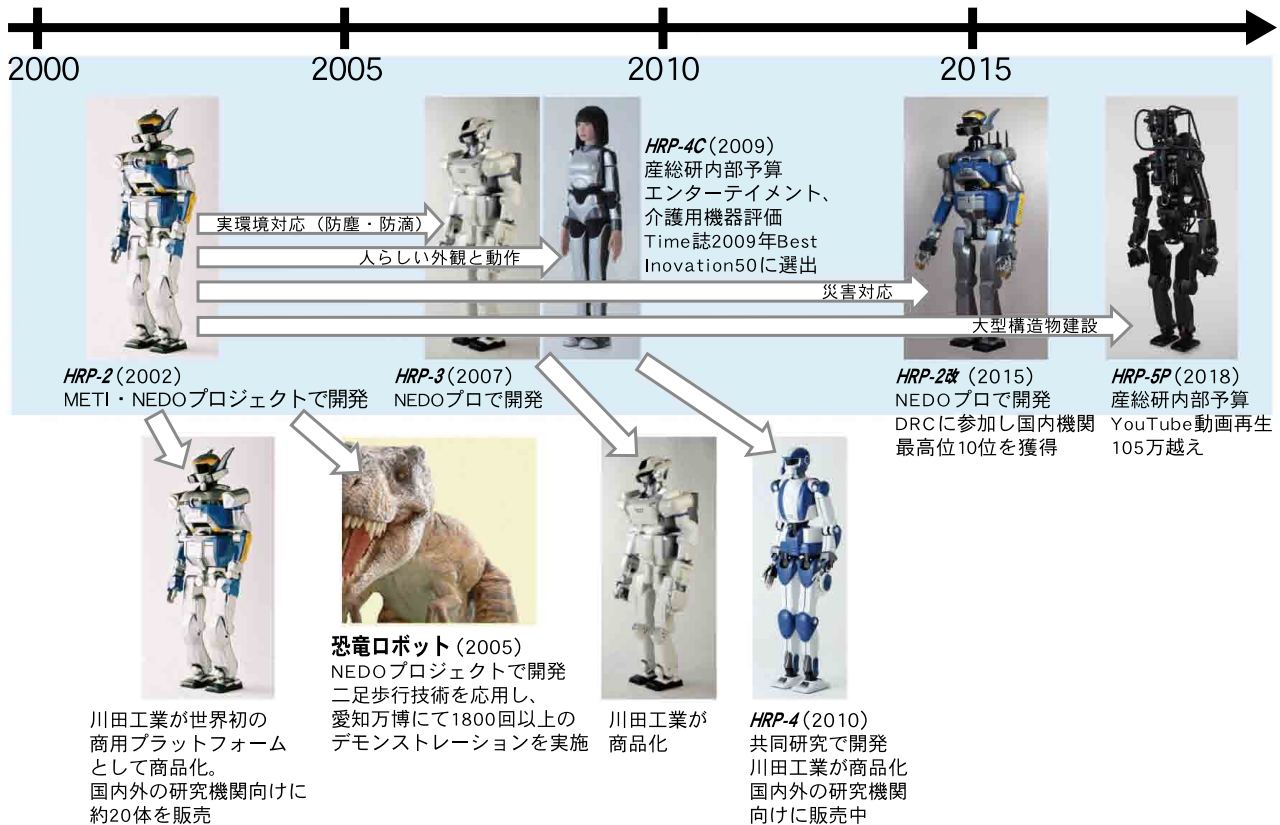 2000
2005
2010
2015
HRP-4C(2009)
産総研内部予算
エンターテイメント、
介護用機器評価
Time誌2009年Best
Inovation50に選出
実環境対応（防塵・防滴）
人らしい外観と動作
災害対応
大型構造物建設
HRP-2(2002)
METI・NEDOプロジェクトで開発
HRP-3(2007)
NEDOプロで開発
HRP-2改(2015)
NEDOプロで開発
DRCに参加し国内機関
最高位10位を獲得
HRP-5P(2018)
産総研内部予算
YouTube動画再生
105万越え
川田工業が世界初の
商用プラットフォーム
として商品化。
国内外の研究機関向けに
約20体を販売
恐竜ロボット(2005)
NEDOプロジェクトで開発
二足歩行技術を応用し、
愛知万博にて1800回以上の
デモンストレーションを実施
川田工業が
商品化
HRP-4(2010)
共同研究で開発
川田工業が商品化
国内外の研究機関
向けに販売中